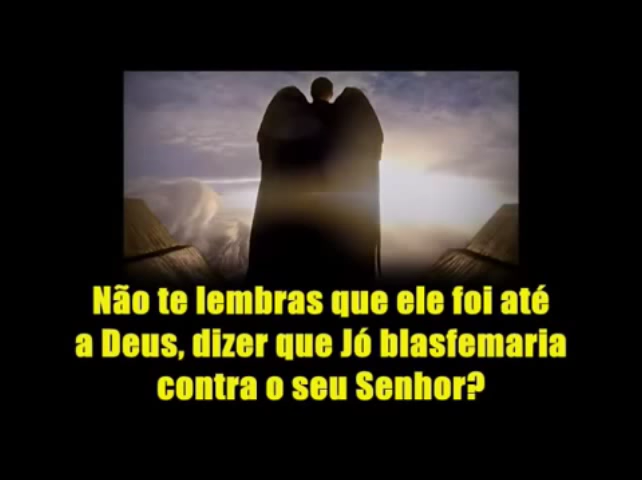 Não te lembras que ele foi até
a Deus, dizer que Jó blasfemaria
contra o seu Senhor?